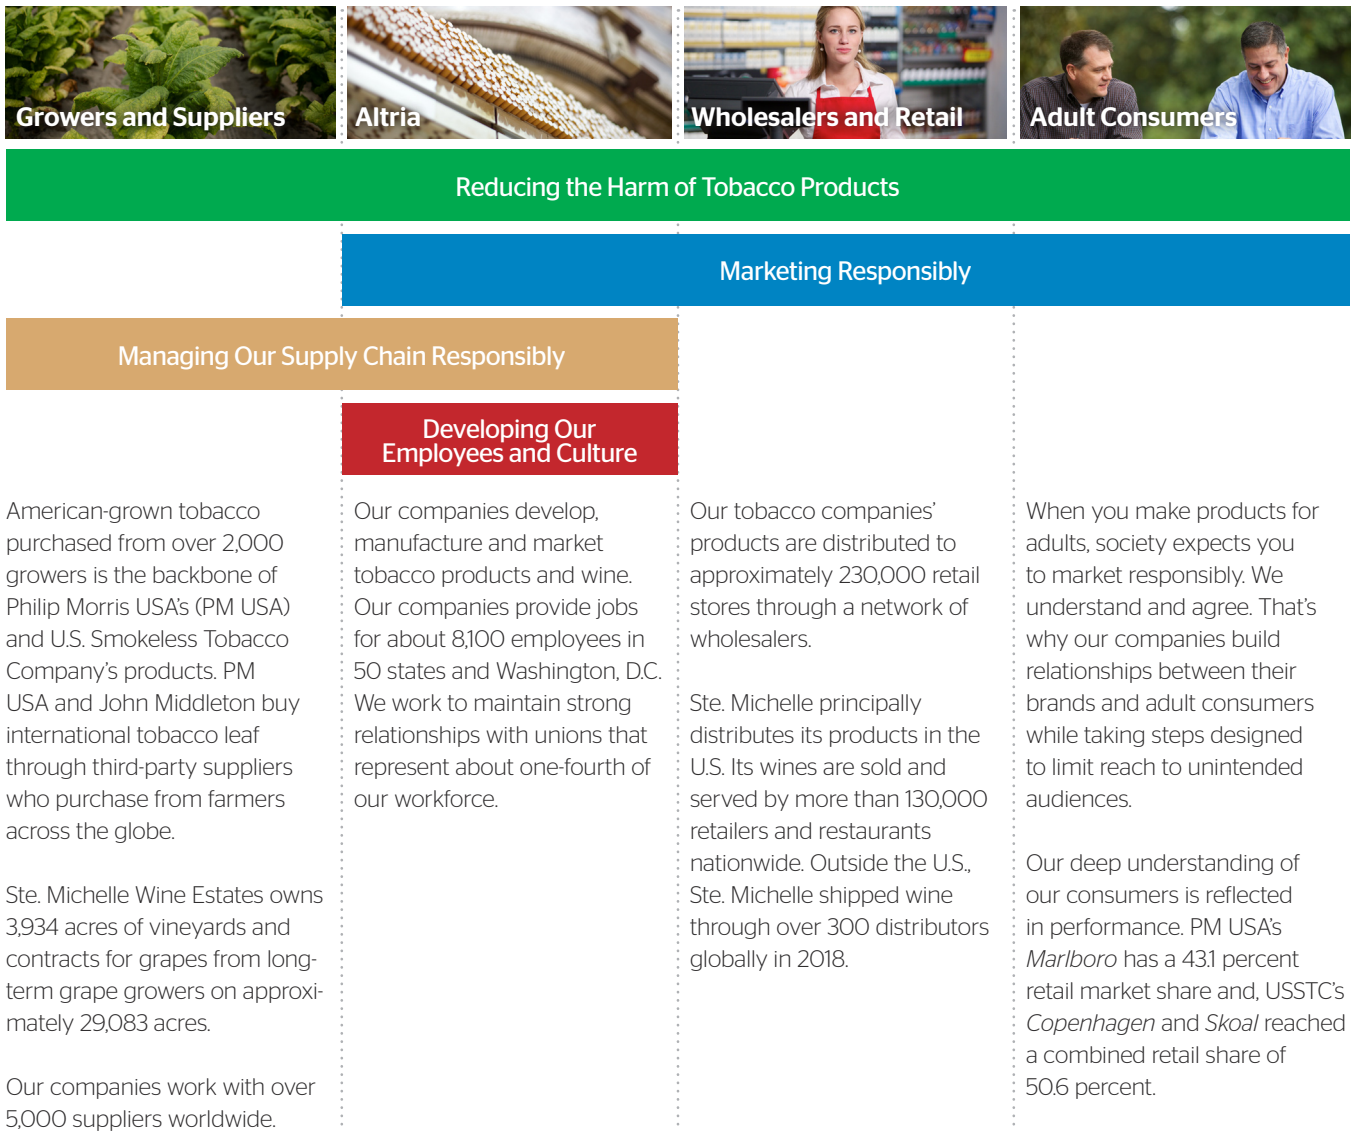 Growers and Suppliers
Altria
Wholesalers and Retail
Adult Consumers
Reducing the Harm of Tobacco Products
Marketing Responsibly
Managing Our Supply Chain Responsibly
Developing Our
Employees and Culture
American-grown tobacco
purchased from over 2,000
growers is the backbone of
Philip Morris USA's (PM USA)
and U.S. Smokeless Tobacco
Company's products. PM
USA and John Middleton buy
international tobacco leaf
through third-party suppliers
who purchase from farmers
across the globe.
Ste. Michelle Wine Estates owns
3,934 acres of vineyards and
contracts for grapes from long-
term grape growers on approxi-
mately 29,083 acres.
Our companies work with over
5,000 suppliers worldwide.
Our companies develop,
manufacture and market
tobacco products and wine.
Our companies provide jobs
for about 8,100 employees in
50 states and Washington, D.C.
We work to maintain strong
relationships with unions that
represent about one-fourth of
our workforce.
Our tobacco companies'
products are distributed to
approximately 230,000 retail
stores through a network of
wholesalers.
Ste. Michelle principally
distributes its products in the
U.S. Its wines are sold and
served by more than 130,000
retailers and restaurants
nationwide. Outside the U.S.,
Ste. Michelle shipped wine
through over 300 distributors
globally in 2018.
When you make products for
adults, society expects you
to market responsibly. We
understand and agree. That's
why our companies build
relationships between their
brands and adult consumers
while taking steps designed
to limit reach to unintended
audiences.
Our deep understanding of
our consumers is reflected
in performance. PM USA's
Marlboro has a 43.1 percent
retail market share and, USSTC's
Copenhagen and Skoal reached
a combined retail share of
50.6 percent.